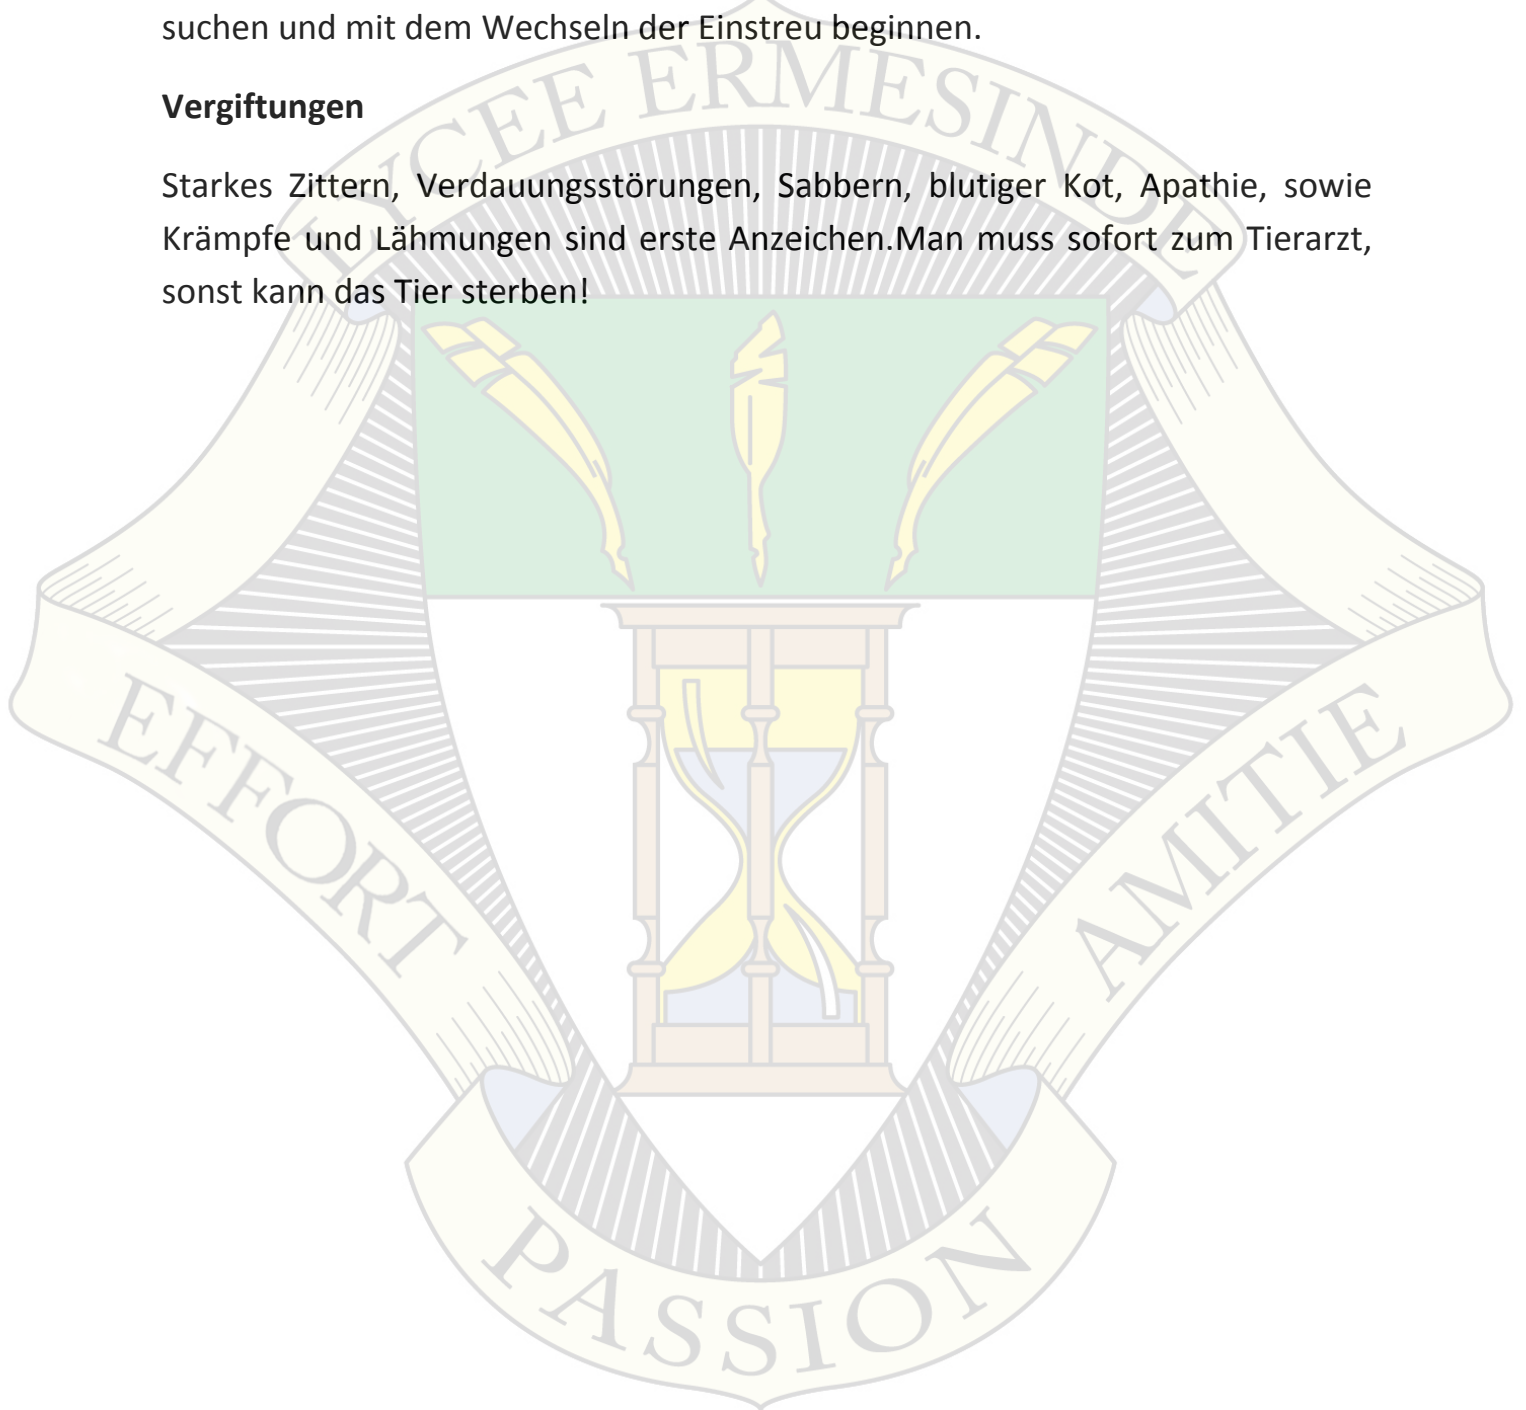 suchen und mit dem Wechseln der Einstreu beginnen.
LYCEE ERMESINDE
Vergiftungen
Starkes Zittern, Verdauungsstörungen, Sabbern, blutiger Kot, Apathie, sowie
Krämpfe und Lähmungen sind erste Anzeichen.Man muss sofort zum Tierarzt,
sonst kann das Tier sterben!
EFFORT
AMITIE
PASSION